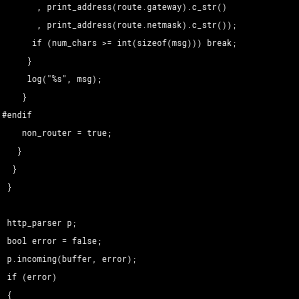 , print_address(route.gateway).c_str()
, print_address(route.netmask).c_str());
if (num_chars >= int(sizeof(msg))) break;
}
log("%s", msg);
}
#endif
non_router = true;
}
}
}
http_parser p;
bool error = false;
p.incoming(buffer, error);
if (error)
{